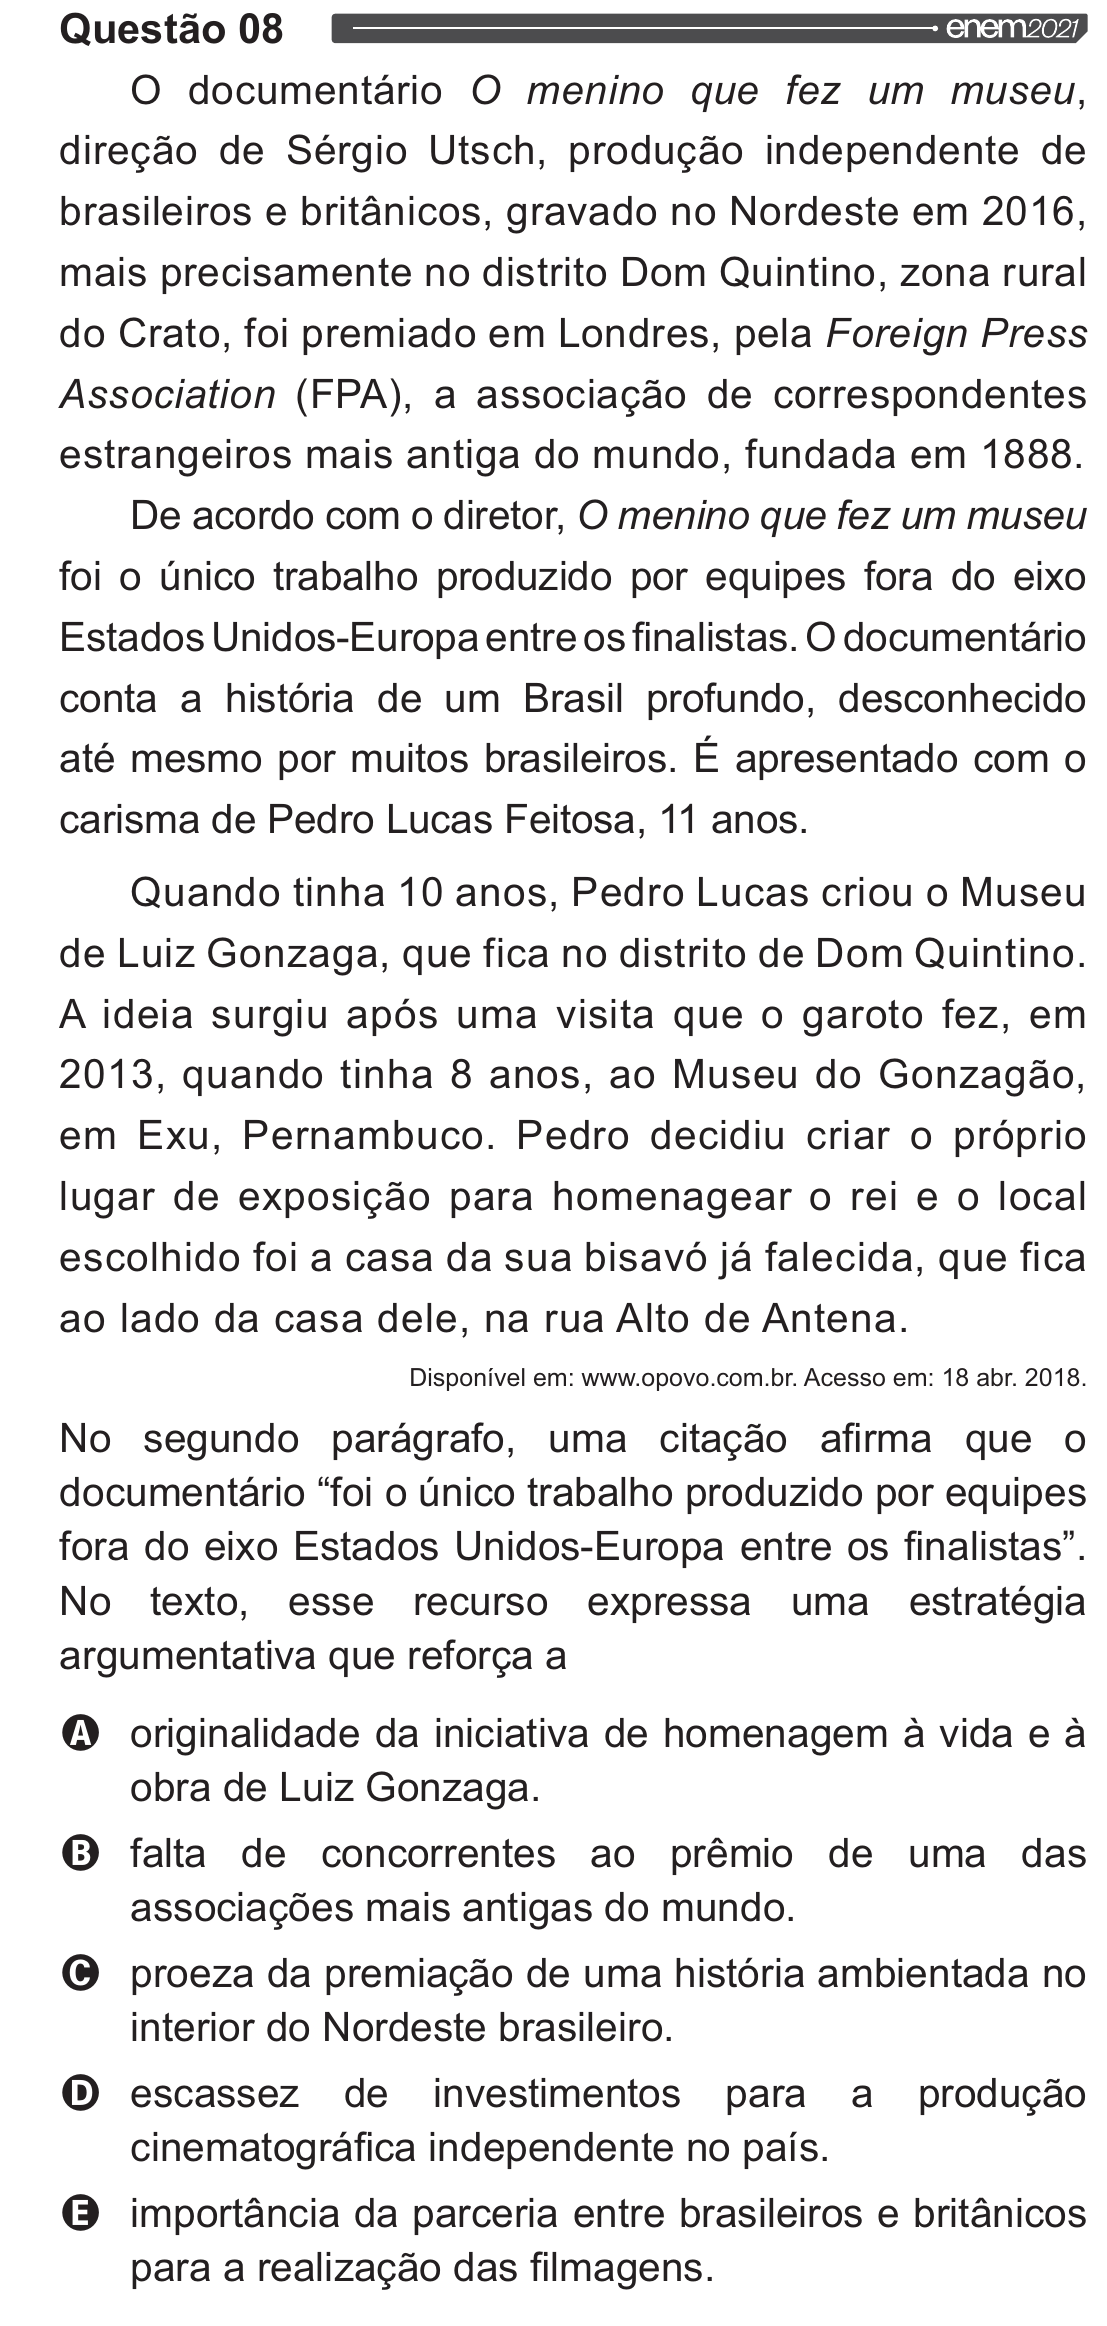 Questão 08
enem2021
O documentário O menino que fez um museu,
direção de Sérgio Utsch, produção independente de
brasileiros e britânicos, gravado no Nordeste em 2016,
mais precisamente no distrito Dom Quintino, zona rural
do Crato, foi premiado em Londres, pela Foreign Press
Association (FPA), a associação de correspondentes
estrangeiros mais antiga do mundo, fundada em 1888.
De acordo com o diretor, O menino que fez um museu
foi o único trabalho produzido por equipes fora do eixo
Estados Unidos-Europa entre os finalistas. O documentário
conta a história de um Brasil profundo, desconhecido
até mesmo por muitos brasileiros. É apresentado com o
carisma de Pedro Lucas Feitosa, 11 anos.
Quando tinha 10 anos, Pedro Lucas criou o Museu
de Luiz Gonzaga, que fica no distrito de Dom Quintino.
A ideia surgiu após uma visita que o garoto fez, em
2013, quando tinha 8 anos, ao Museu do Gonzagão,
em Exu, Pernambuco. Pedro decidiu criar o próprio
lugar de exposição para homenagear o rei e o local
escolhido foi a casa da sua bisavó já falecida, que fica
ao lado da casa dele, na rua Alto de Antena.
Disponível em: www.opovo.com.br. Acesso em: 18 abr. 2018.
No segundo parágrafo, uma citação afirma que o
documentário “foi o único trabalho produzido por equipes
fora do eixo Estados Unidos-Europa entre os finalistas”.
No texto, esse recurso expressa uma estratégia
argumentativa que reforça a
A originalidade da iniciativa de homenagem à vida e à
obra de Luiz Gonzaga.
B falta de concorrentes ao prêmio de uma das
associações mais antigas do mundo.
C proeza da premiação de uma história ambientada no
interior do Nordeste brasileiro.
D escassez de investimentos para a produção
cinematográfica independente no país.
E importância da parceria entre brasileiros e britânicos
para a realização das filmagens.